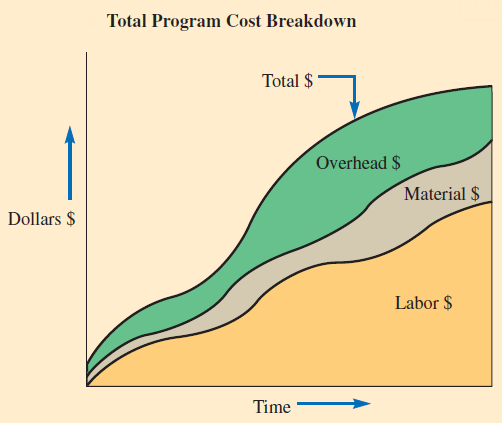 Total Program Cost Breakdown
Total $
Overhead $
Material $
Dollars $
Labor $
Time